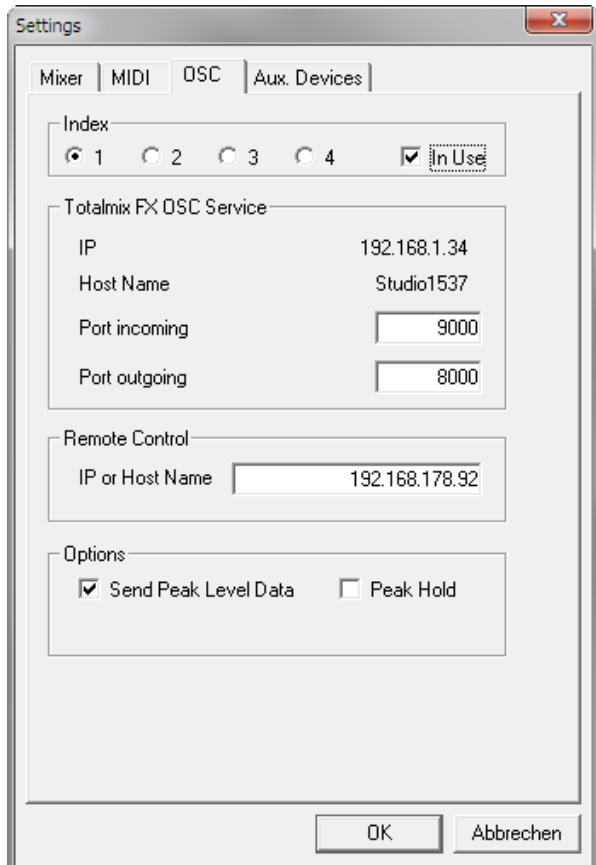 Settings
Mixer MIDI OSC Aux. Devices
Index
1 2 3 4 In Use
Totalmix FX OSC Service
IP 192.168.1.34
Host Name Studio1537
Port incoming 9000
Port outgoing 8000
Remote Control
IP or Host Name 192.168.178.92
Options
Send Peak Level Data Peak Hold
OK Abbrechen